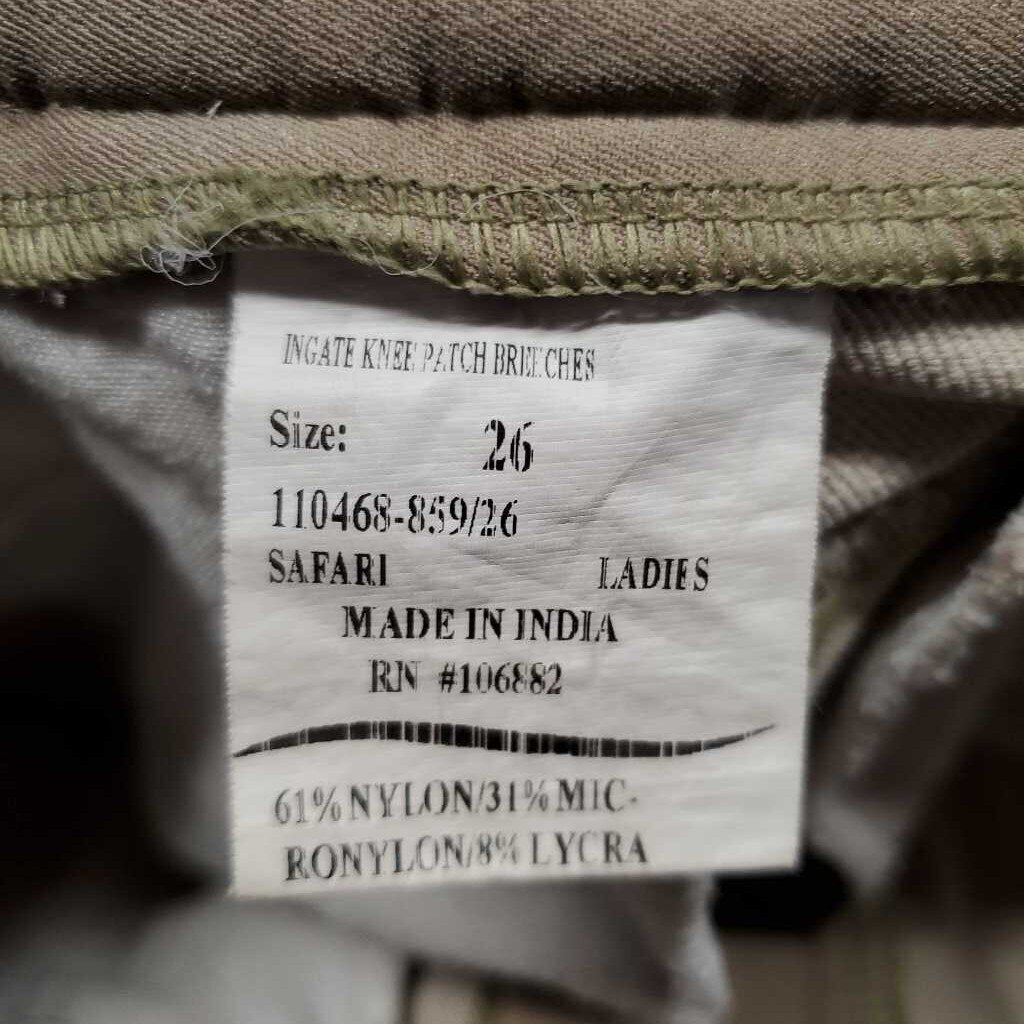 INGATE KNEE PATCH BREECHES
Size: 26
110468-859/26
SAFARI LADIES
MADE IN INDIA
RN #106882
61% NYLON/31% MIC-
RONYLON/8% LYCRA